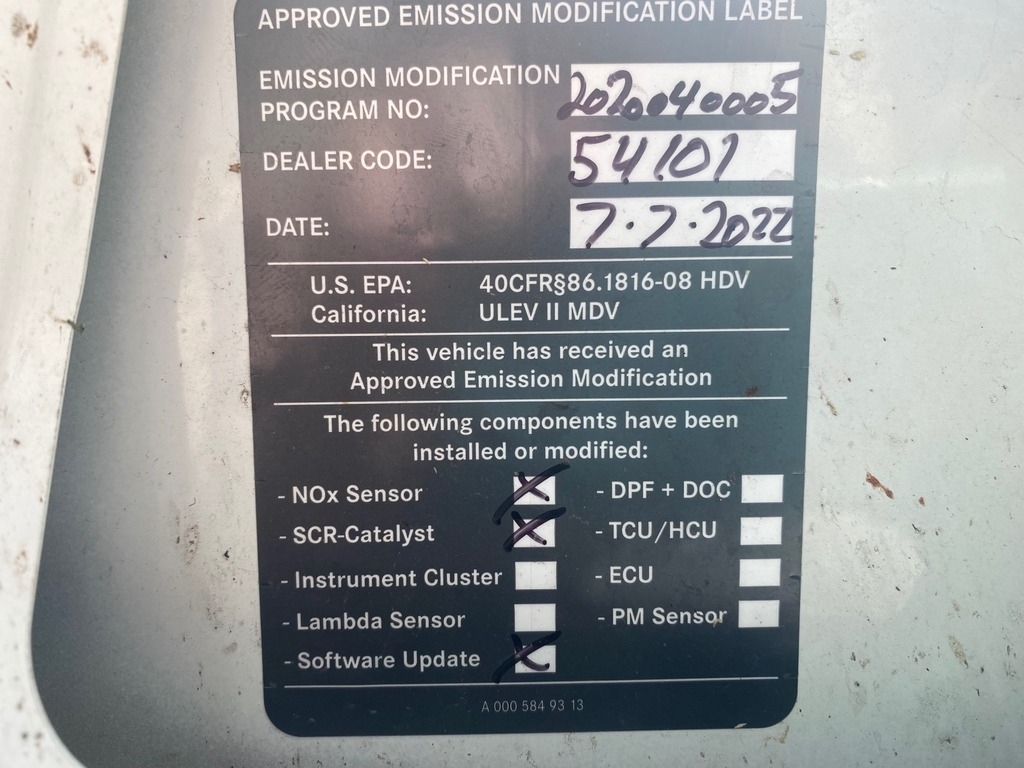 APPROVED EMISSION MODIFICATION LABEL
EMISSION MODIFICATION
PROGRAM NO: 2020040005
DEALER CODE: 54101
DATE: 7.7.2022
U.S. EPA: 40CFR§86.1816-08 HDV
California: ULEV II MDV
This vehicle has received an
Approved Emission Modification
The following components have been
installed or modified:
- NOx Sensor X - DPF + DOC
- SCR-Catalyst X - TCU/HCU
- Instrument Cluster - ECU
- Lambda Sensor - PM Sensor
- Software Update X
A 000 584 93 13